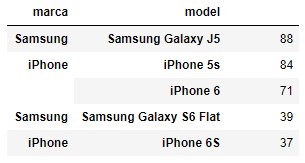 marca model
Samsung Samsung Galaxy J5 88
iPhone iPhone 5s 84
iPhone 6 71
Samsung Samsung Galaxy S6 Flat 39
iPhone iPhone 6S 37